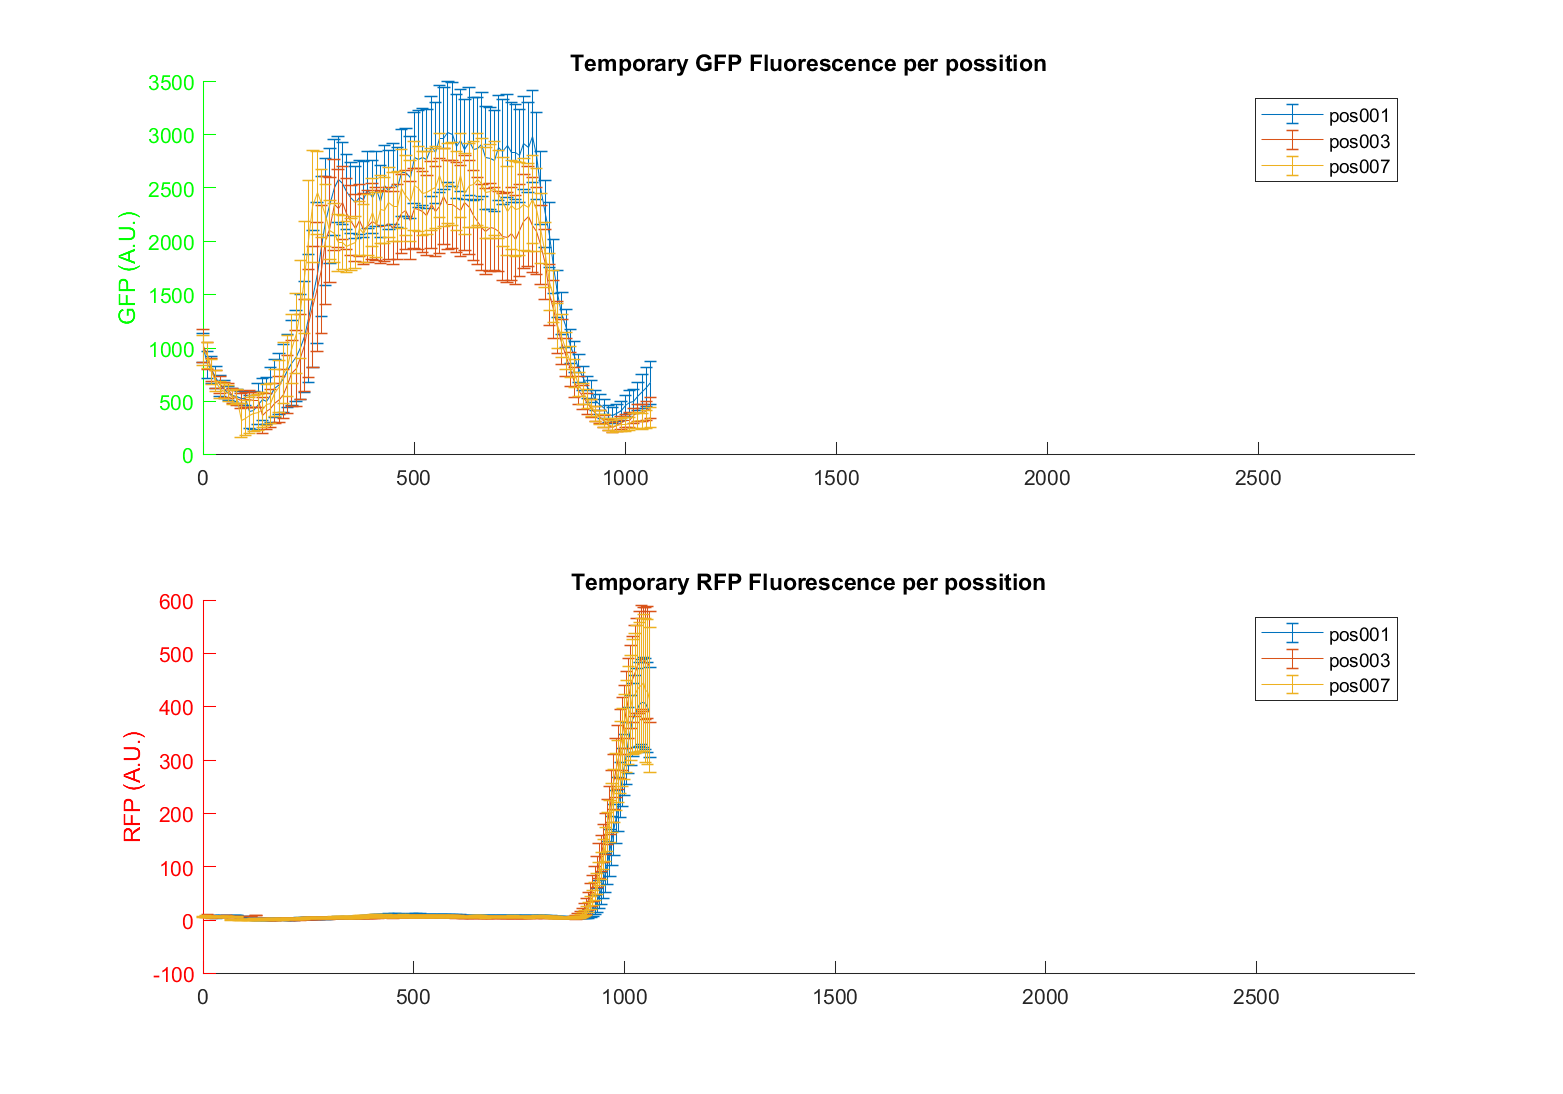 Temporary GFP Fluorescence per possition
GFP (A.U.)
3500
3000
2500
2000
1500
1000
500
0
0 500 1000 1500 2000 2500
pos001
pos003
pos007
Temporary RFP Fluorescence per possition
RFP (A.U.)
600
500
400
300
200
100
0
-100
0 500 1000 1500 2000 2500
pos001
pos003
pos007